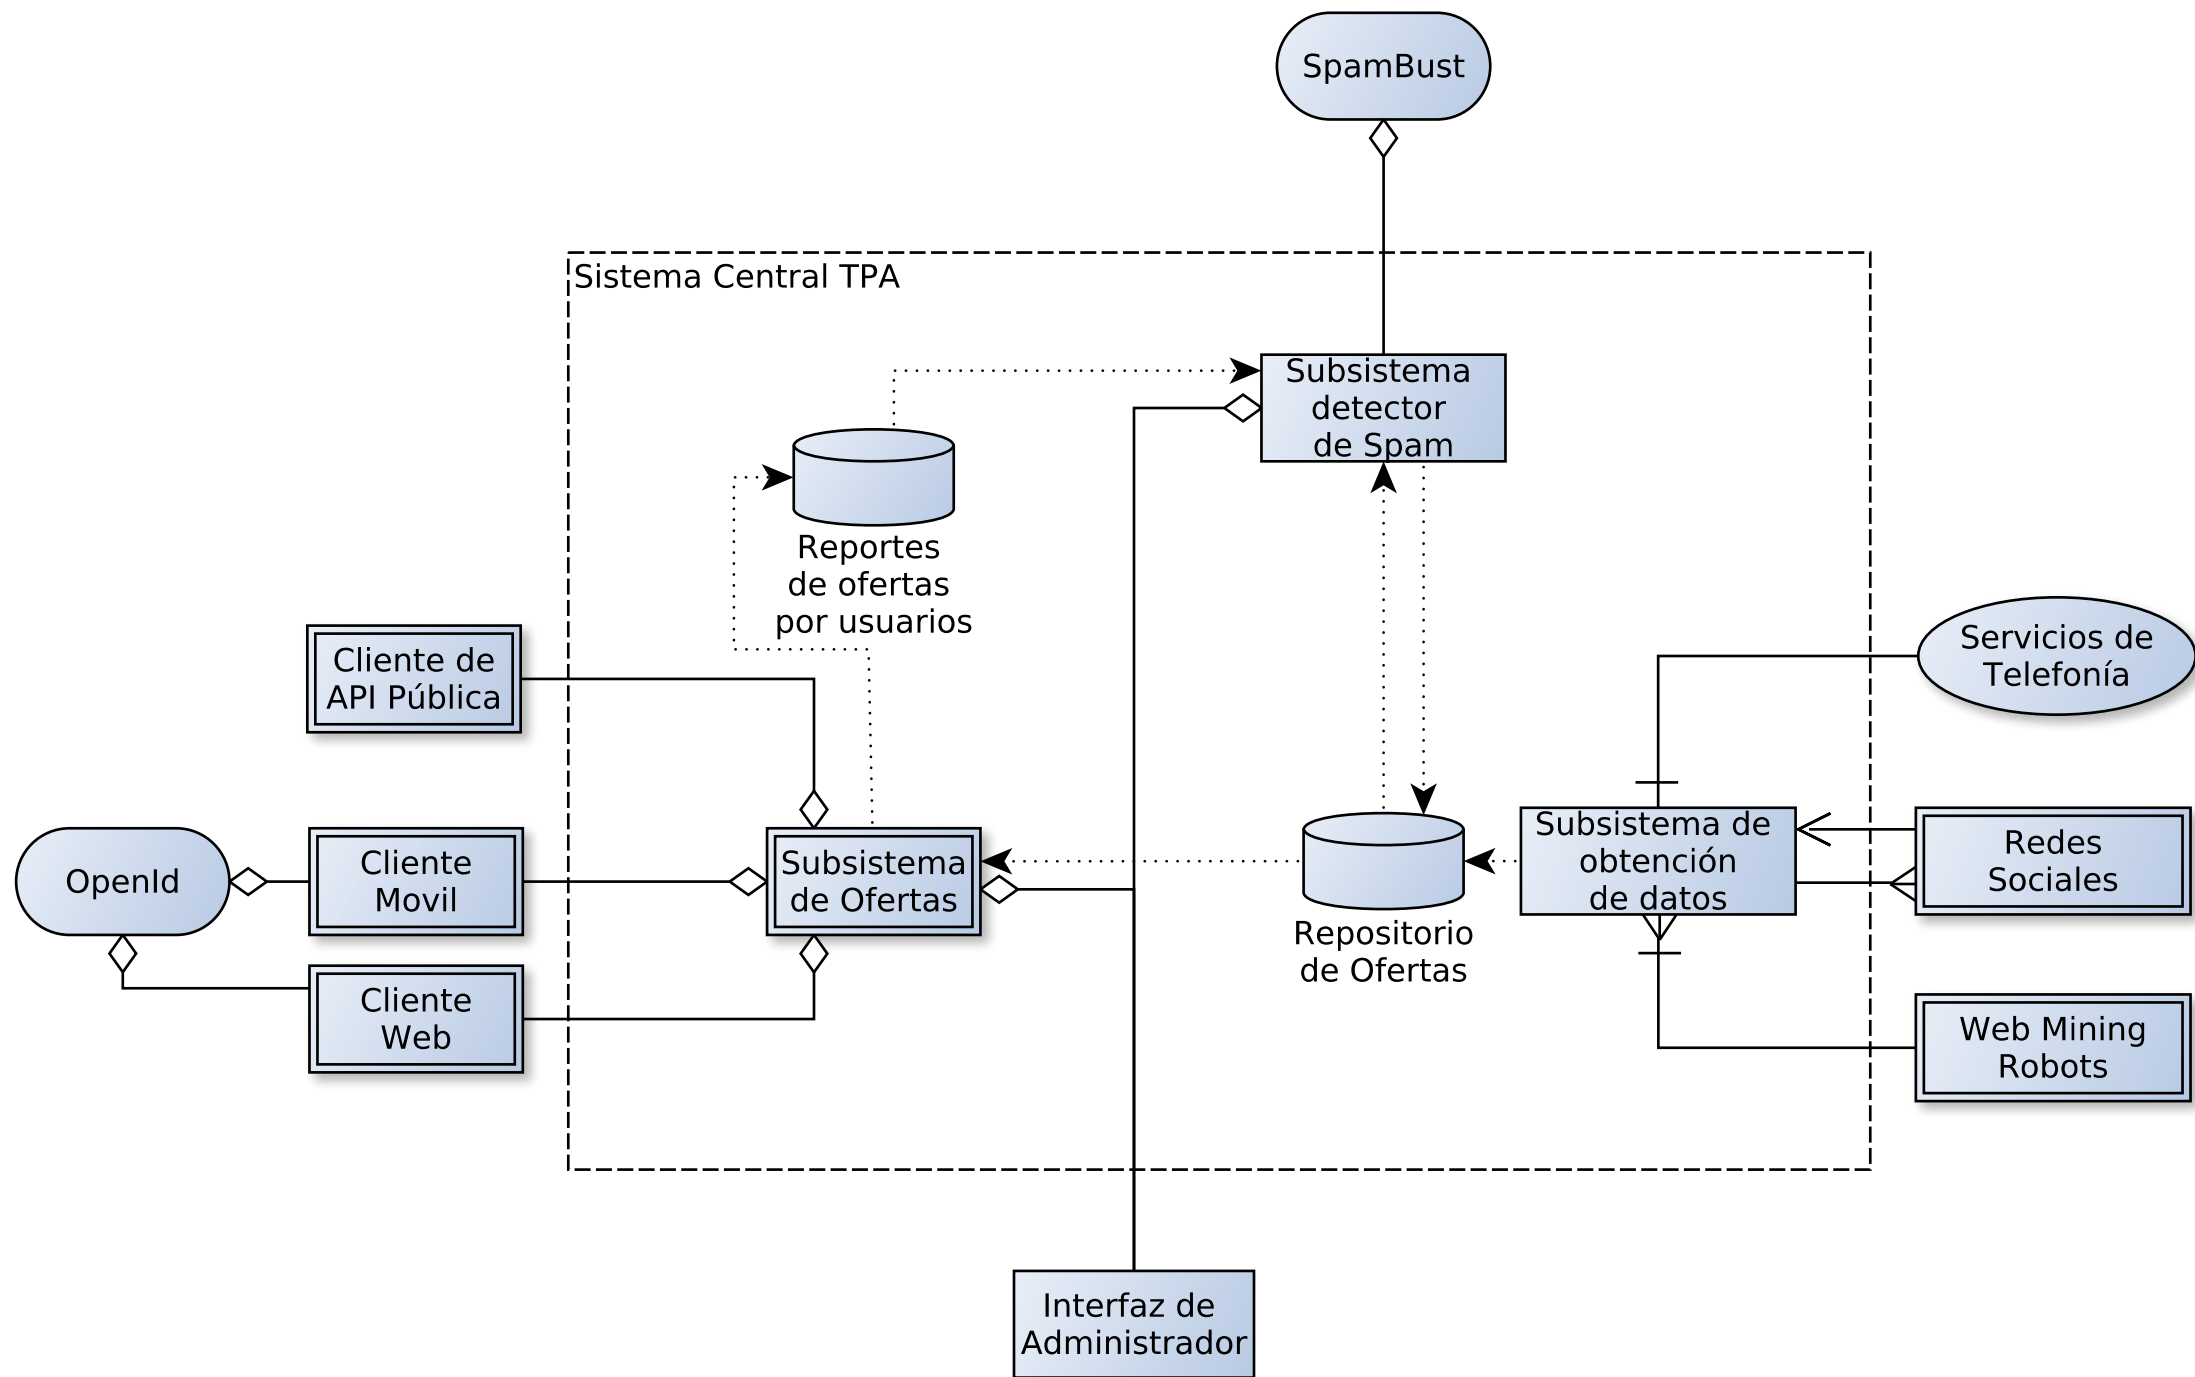 SpamBust
Sistema Central TPA
Subsistema
detector
de Spam
Reportes
de ofertas
por usuarios
Cliente de
API Pública
Servicios de
Telefonía
OpenId
Cliente
Movil
Subsistema
de Ofertas
Repositorio
de Ofertas
Subsistema de
obtención
de datos
Redes
Sociales
Cliente
Web
Web Mining
Robots
Interfaz de
Administrador